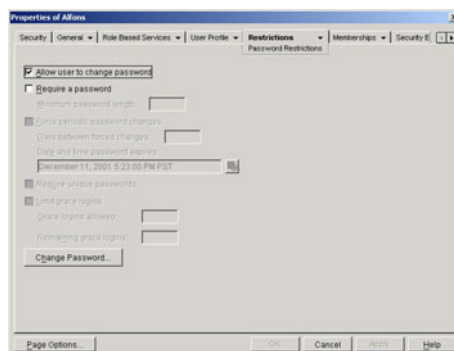 Properties of Alfons
Security | General | Role Based Services | User Profile | Restrictions | Memberships | Security E
Password Restrictions
Allow user to change password
Require a password
Minimum password length:
Force periodic password changes
Days between forced changes:
Date and time password expires:
December 11, 2001 5:23:00 PM PST
Require unique passwords
Limit grace logins
Grace logins allowed:
Remaining grace logins:
Change Password...
Page Options...
OK Cancel Apply Help